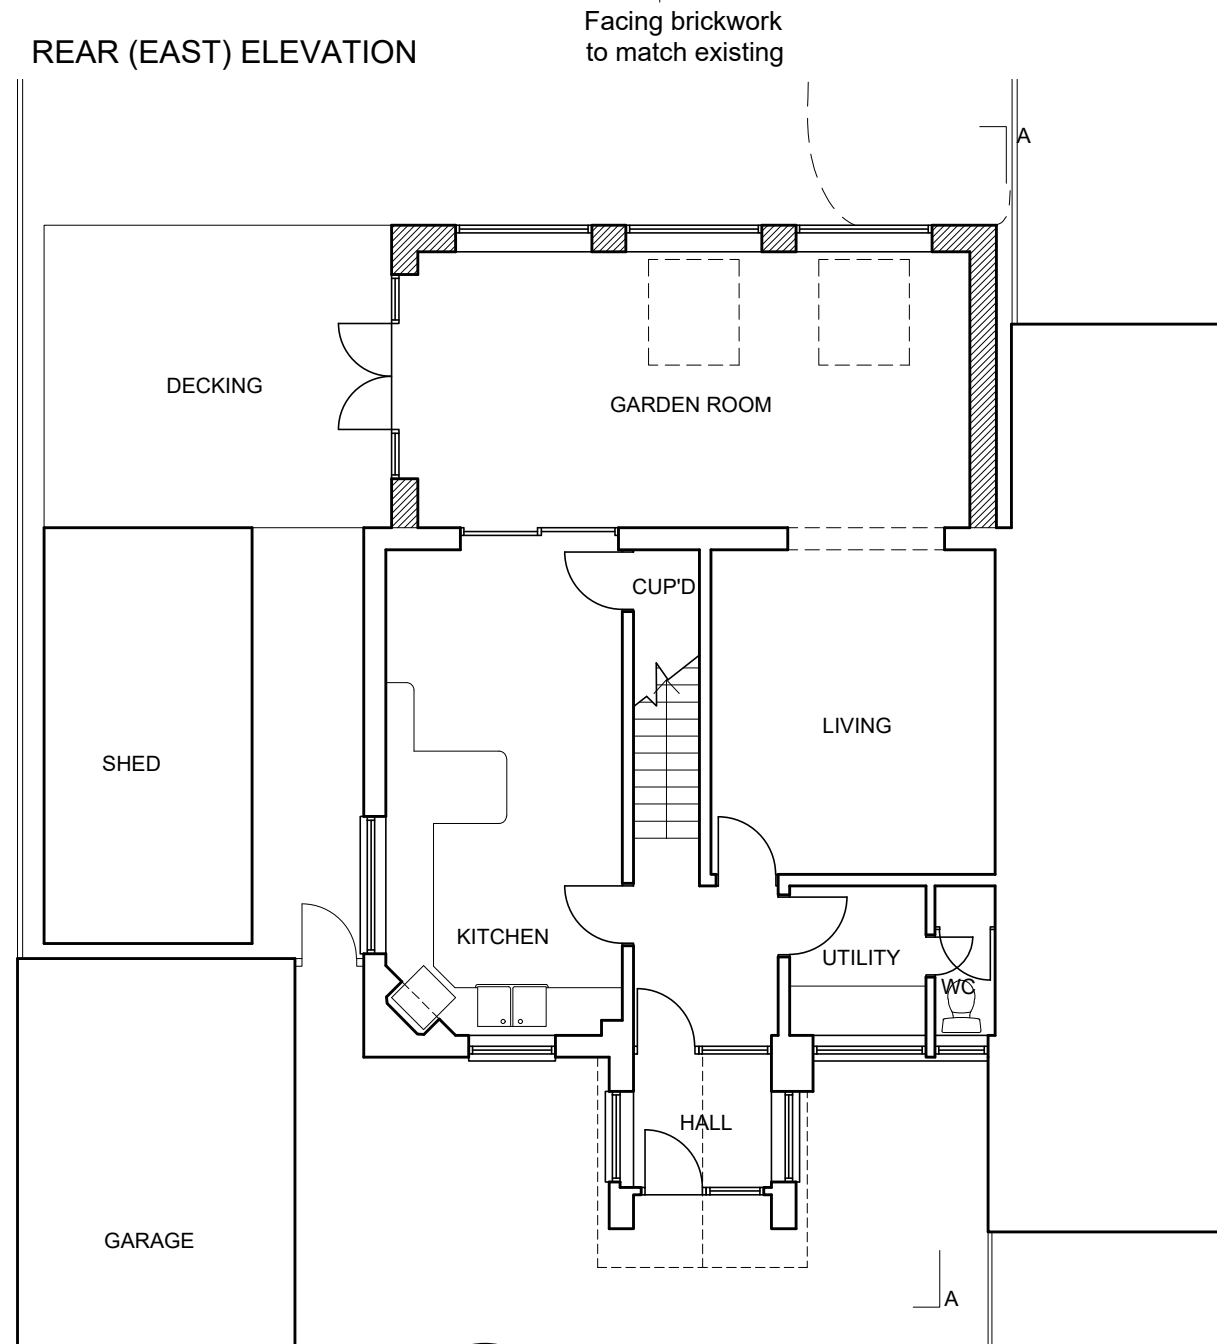 Facing brickwork
to match existing
REAR (EAST) ELEVATION
A
DECKING
GARDEN ROOM
CUP'D
LIVING
SHED
KITCHEN
UTILITY
WC
HALL
GARAGE
A